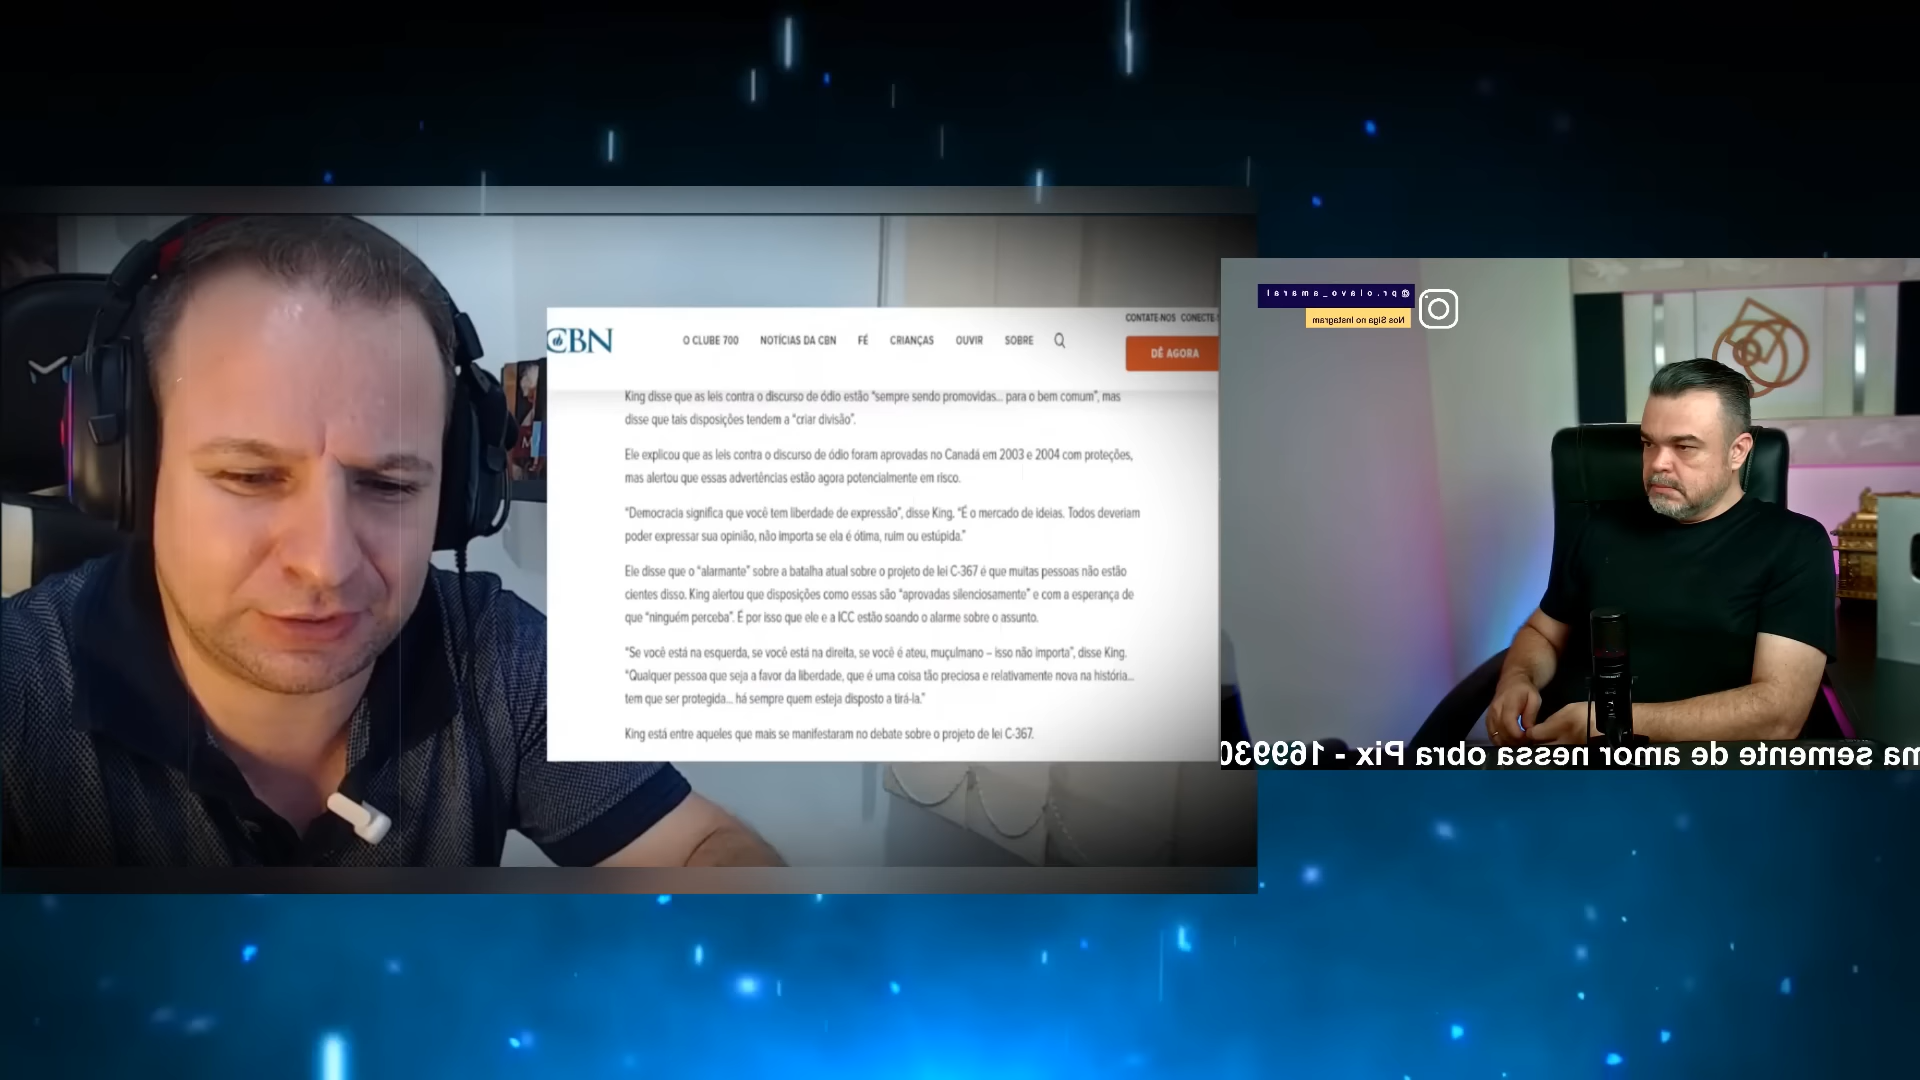 CBN
O CLUBE 700 NOTÍCIAS DA CBN FÉ CRIANÇAS OUVIR SOBRE
CONTATE-NOS
DÊ AGORA
King disse que as leis contra o discurso de ódio estão “sempre sendo promovidas... para o bem comum”, mas
disse que tais disposições tendem a “criar divisão”.
Ele explicou que as leis contra o discurso de ódio foram aprovadas no Canadá em 2003 e 2004 com proteções,
mas alertou que essas advertências estão agora potencialmente em risco.
“Democracia significa que você tem liberdade de expressão”, disse King. “É o mercado de ideias. Todos deveriam
poder expressar sua opinião, não importa se ela é ótima, ruim ou estúpida.”
Ele disse que o “alarmante” sobre a batalha atual sobre o projeto de lei C-367 é que muitas pessoas não estão
cientes disso. King alertou que disposições como essas são “aprovadas silenciosamente” e com a esperança de
que “ninguém perceba”. É por isso que ele e a ICC estão soando o alarme sobre o assunto.
“Se você está na esquerda, se você está na direita, se você é ateu, muçulmano – isso não importa”, disse King.
“Qualquer pessoa que seja a favor da liberdade, que é uma coisa tão preciosa e relativamente nova na história...
tem que ser protegida... há sempre quem esteja disposto a tirá-la.”
King está entre aqueles que mais se manifestaram no debate sobre o projeto de lei C-367.
@pr.olavo_amaral
Nos Siga no Instagram
semente de amor nessa obra Pix - 169930